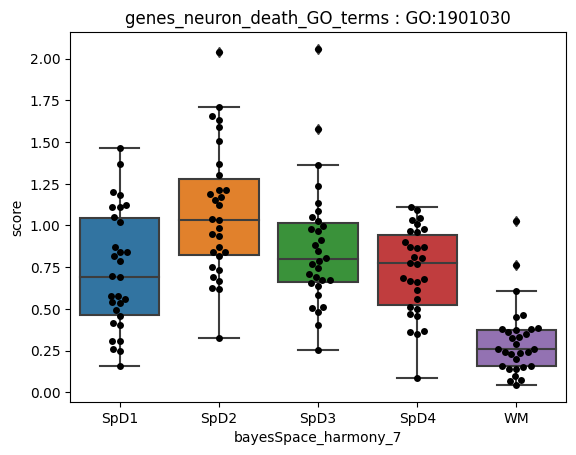 genes_neuron_death_GO_terms : GO:1901030
score
2.00
1.75
1.50
1.25
1.00
0.75
0.50
0.25
0.00
SpD1 SpD2 SpD3 SpD4 WM
bayesSpace_harmony_7